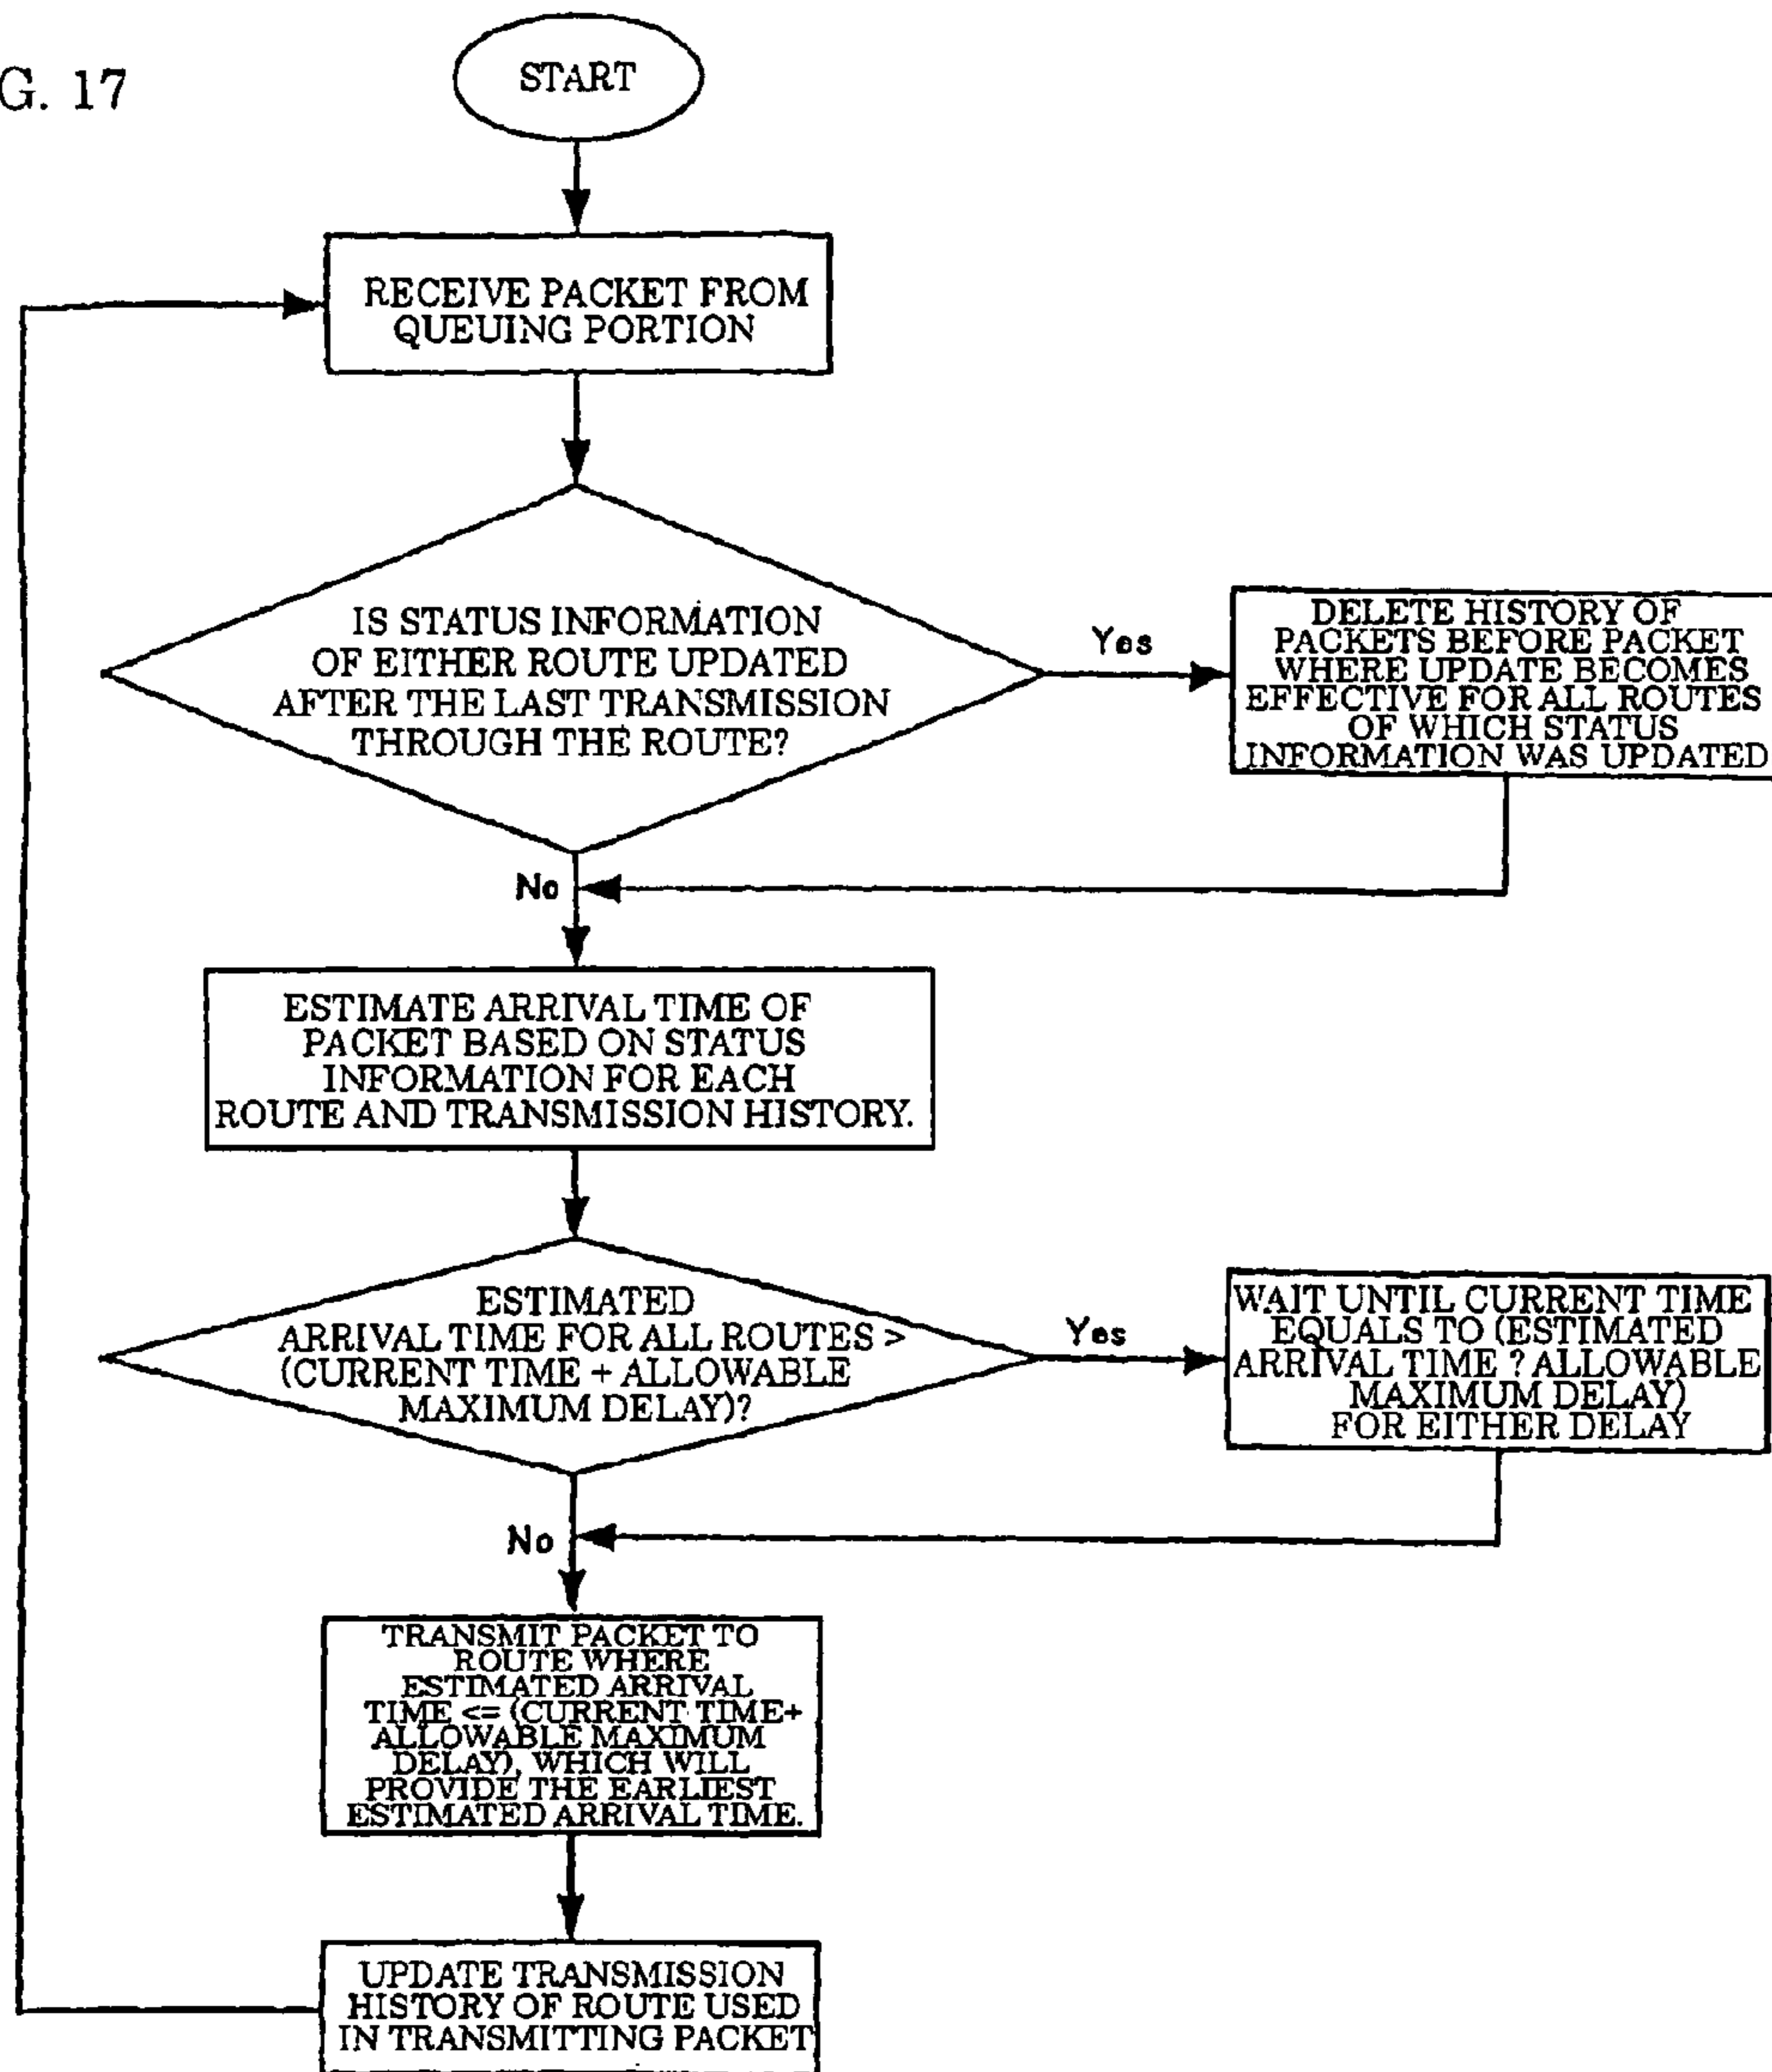 G. 17
START
RECEIVE PACKET FROM
QUEUING PORTION
IS STATUS INFORMATION
OF EITHER ROUTE UPDATED
AFTER THE LAST TRANSMISSION
THROUGH THE ROUTE?
Yes
DELETE HISTORY OF
PACKETS BEFORE PACKET
WHERE UPDATE BECOMES
EFFECTIVE FOR ALL ROUTES
OF WHICH STATUS
INFORMATION WAS UPDATED
No
ESTIMATE ARRIVAL TIME OF
PACKET BASED ON STATUS
INFORMATION FOR EACH
ROUTE AND TRANSMISSION HISTORY.
ESTIMATED
ARRIVAL TIME FOR ALL ROUTES >
(CURRENT TIME + ALLOWABLE
MAXIMUM DELAY)?
Yes
WAIT UNTIL CURRENT TIME
EQUALS TO (ESTIMATED
ARRIVAL TIME ? ALLOWABLE
MAXIMUM DELAY)
FOR EITHER DELAY
No
TRANSMIT PACKET TO
ROUTE WHERE
ESTIMATED ARRIVAL
TIME <= (CURRENT TIME+
ALLOWABLE MAXIMUM
DELAY), WHICH WILL
PROVIDE THE EARLIEST
ESTIMATED ARRIVAL TIME.
UPDATE TRANSMISSION
HISTORY OF ROUTE USED
IN TRANSMITTING PACKET